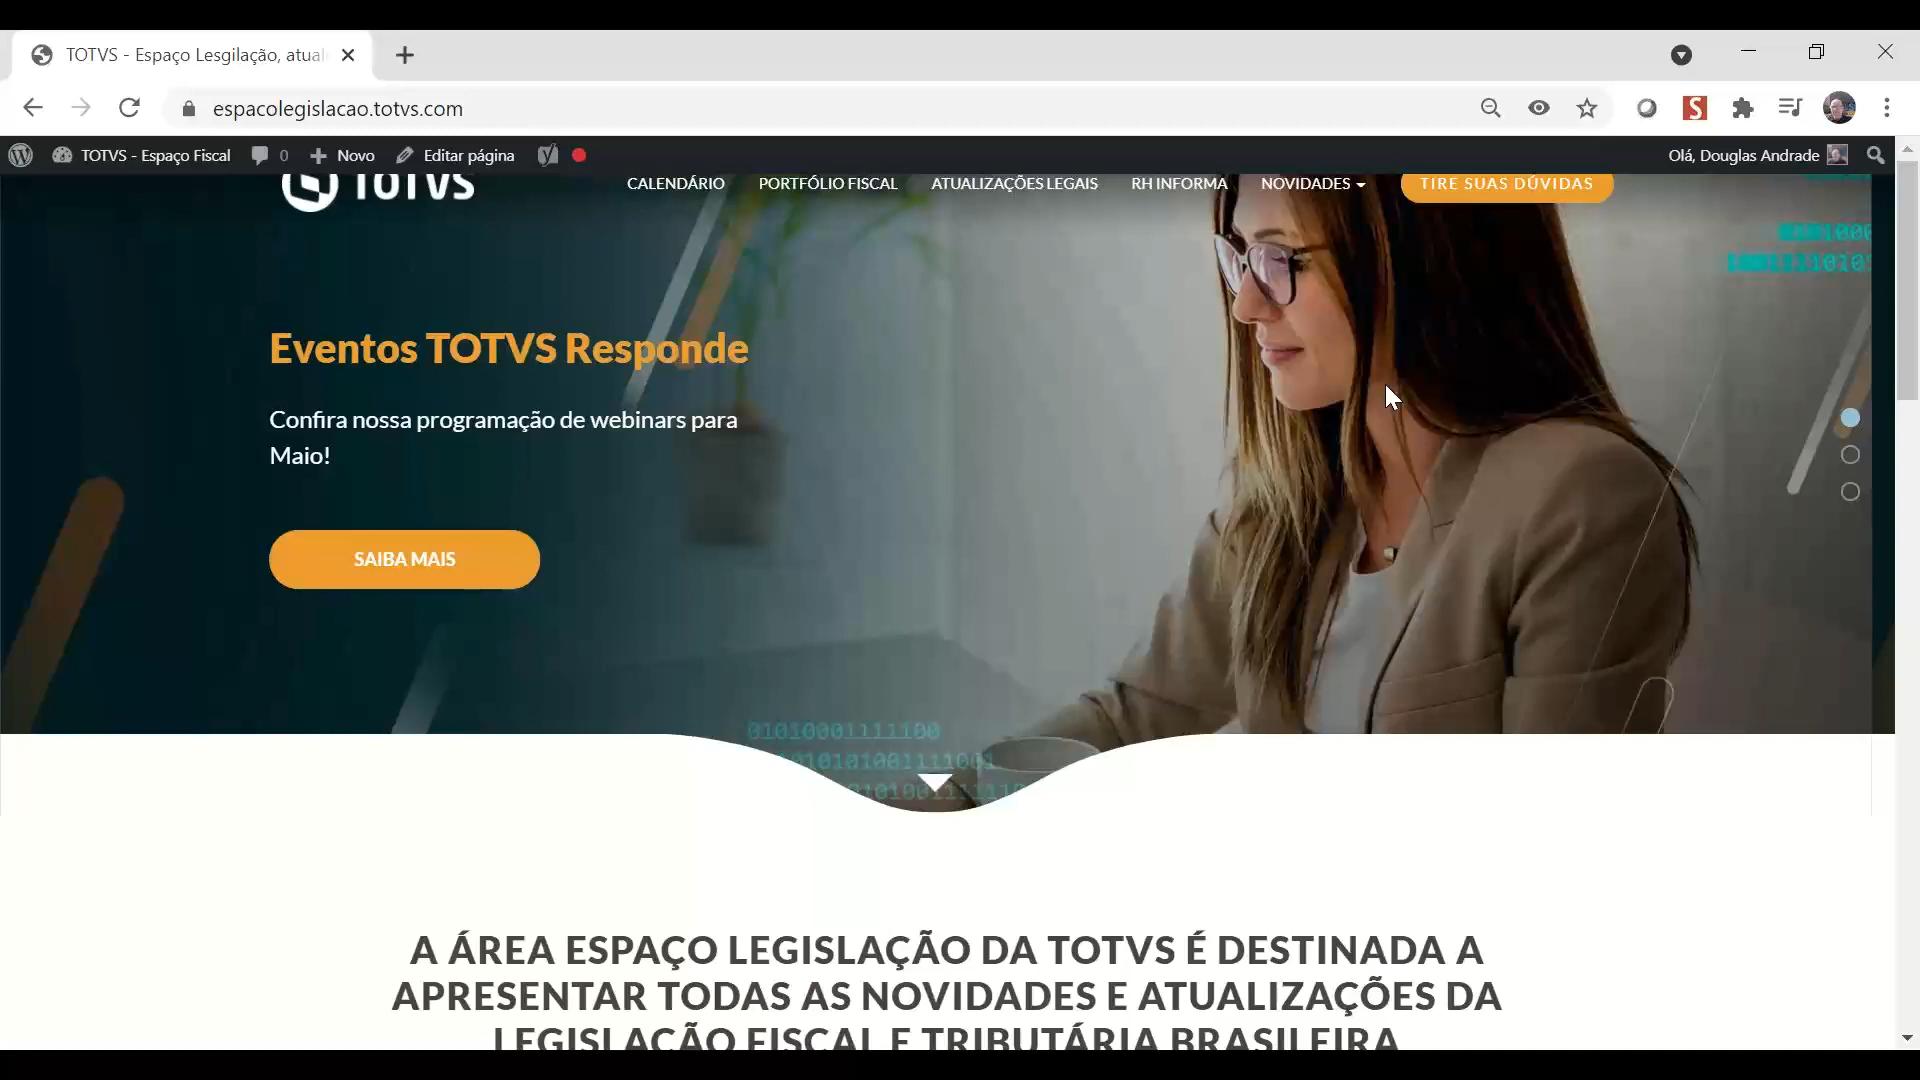 TOTVS - Espaço Lesgilação, atual
espacolegislacao.totvs.com
TOTVS - Espaço Fiscal
0
Novo
Editar página
Olá, Douglas Andrade
TOTVS
CALENDÁRIO
PORTFÓLIO FISCAL
ATUALIZAÇÕES LEGAIS
RH INFORMA
NOVIDADES
TIRE SUAS DÚVIDAS
Eventos TOTVS Responde
Confira nossa programação de webinars para
Maio!
SAIBA MAIS
01010001111100
A ÁREA ESPAÇO LEGISLAÇÃO DA TOTVS É DESTINADA A
APRESENTAR TODAS AS NOVIDADES E ATUALIZAÇÕES DA
LEGISLAÇÃO FISCAL E TRIBUTÁRIA BRASILEIRA